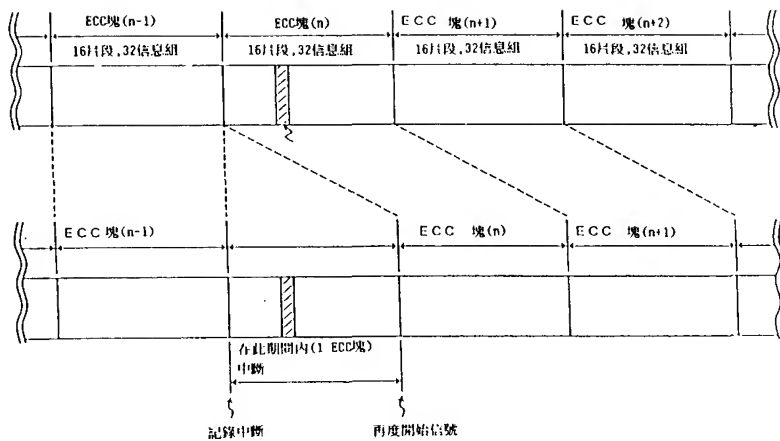 ECC塊(n-1)
ECC塊(n)
ECC 塊(n+1)
ECC 塊(n+2)
16片段,32信息組
16片段,32信息組
16片段,32信息組
16片段,32信息組
ECC 塊(n-1)
ECC 塊(n)
ECC 塊(n+1)
在此期間內(1 ECC塊)
中斷
記錄中斷
再度開始信號